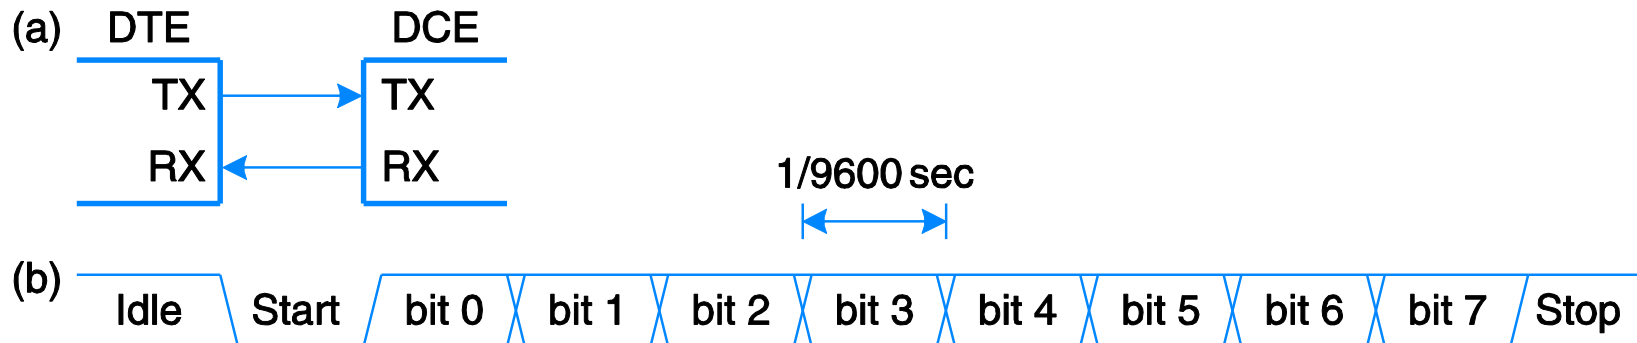 (a) DTE DCE
TX TX
RX RX
1/9600 sec
(b) Idle Start bit 0 bit 1 bit 2 bit 3 bit 4 bit 5 bit 6 bit 7 Stop